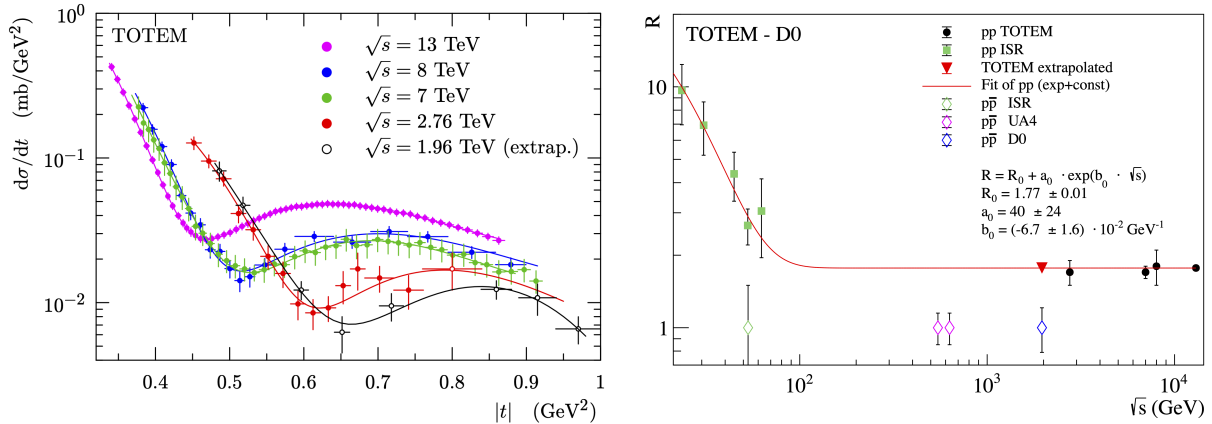 TOTEM
√s = 13 TeV
√s = 8 TeV
√s = 7 TeV
√s = 2.76 TeV
√s = 1.96 TeV (extrap.)
dσ/dt (mb/GeV²)
10⁰
10⁻¹
10⁻²
0.4 0.5 0.6 0.7 0.8 0.9 1
|t| (GeV²)
R
TOTEM - D0
pp TOTEM
pp ISR
TOTEM extrapolated
Fit of pp (exp+const)
pp̅ ISR
pp̅ UA4
pp̅ D0
R = R₀ + a₀ · exp(b₀ · √s)
R₀ = 1.77 ± 0.01
a₀ = 40 ± 24
b₀ = (-6.7 ± 1.6) · 10⁻² GeV⁻¹
10
1
10² 10³ 10⁴
√s (GeV)